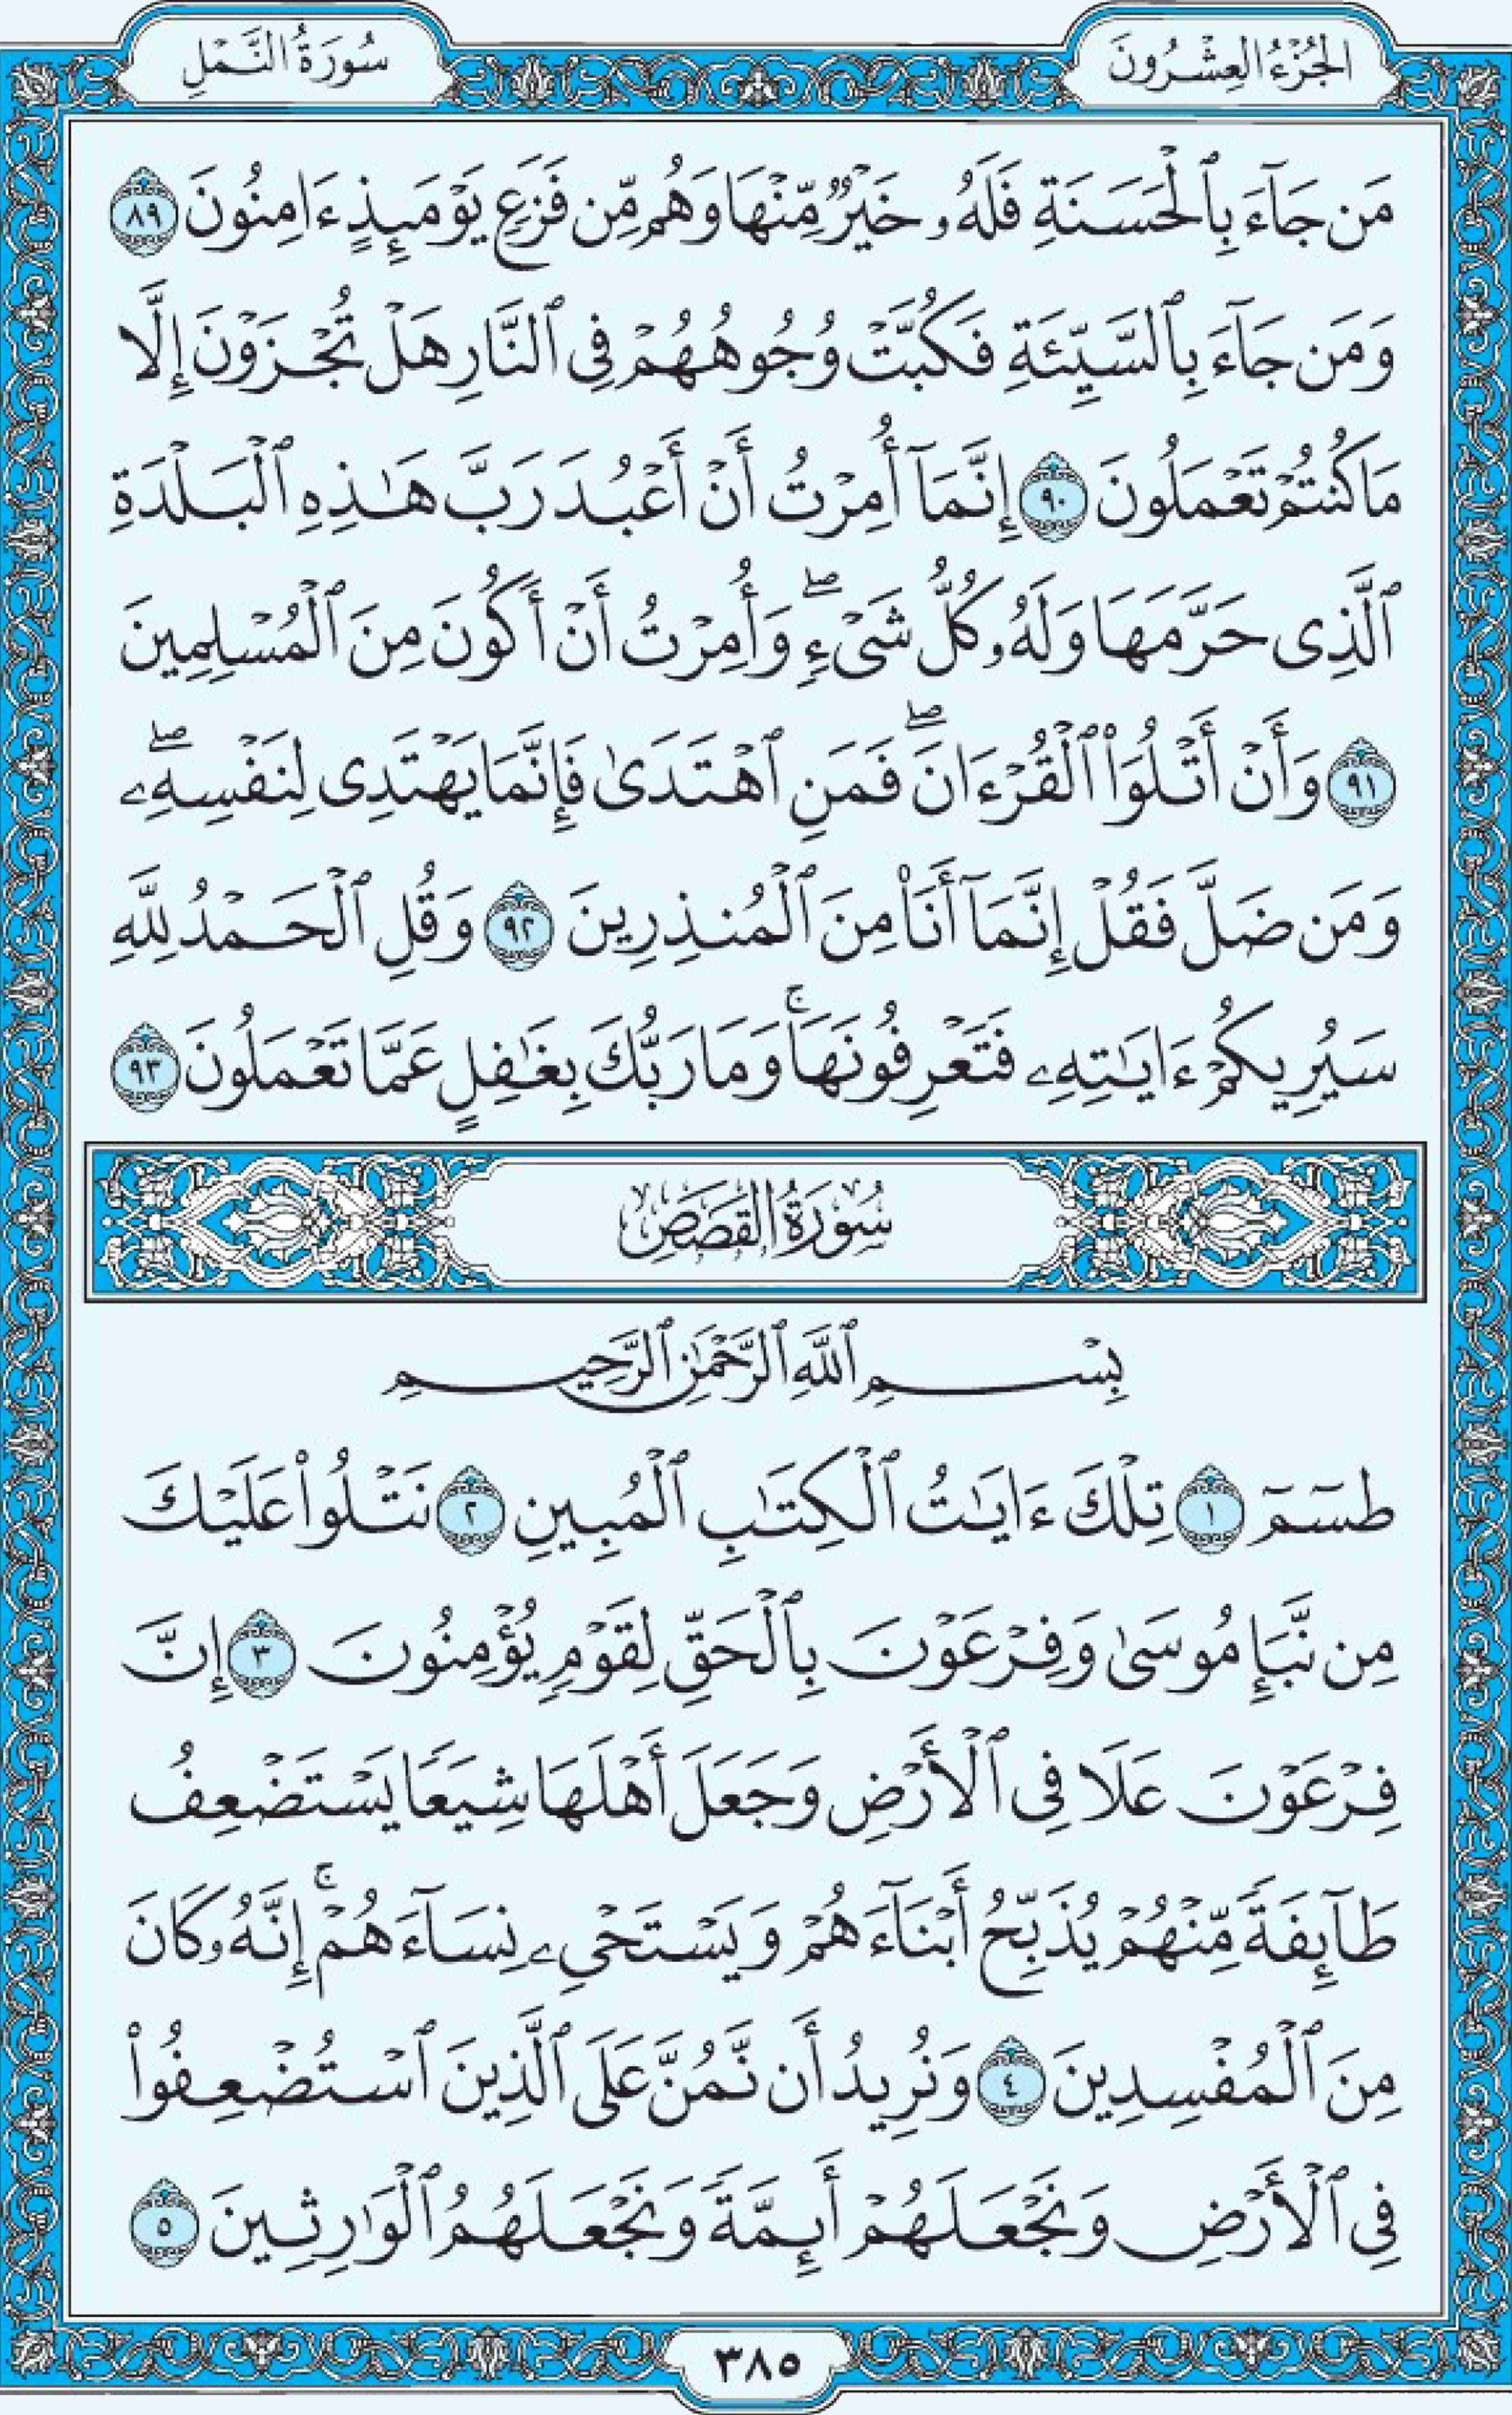 الجُزْءُ العِشْرُونَ
سُورَةُ النَّمْلِ
مَن جَآءَ بِٱلْحَسَنَةِ فَلَهُۥ خَيْرٌ مِّنْهَا وَهُم مِّن فَزَعٍ يَوْمَئِذٍ ءَامِنُونَ ٨٩
وَمَن جَآءَ بِٱلسَّيِّئَةِ فَكُبَّتْ وُجُوهُهُمْ فِى ٱلنَّارِ هَلْ تُجْزَوْنَ إِلَّا
مَا كُنتُمْ تَعْمَلُونَ ٩٠ إِنَّمَآ أُمِرْتُ أَنْ أَعْبُدَ رَبَّ هَـٰذِهِ ٱلْبَلْدَةِ
ٱلَّذِى حَرَّمَهَا وَلَهُۥ كُلُّ شَىْءٍۖ وَأُمِرْتُ أَنْ أَكُونَ مِنَ ٱلْمُسْلِمِينَ
٩١ وَأَنْ أَتْلُوَا۟ ٱلْقُرْءَانَۖ فَمَنِ ٱهْتَدَىٰ فَإِنَّمَا يَهْتَدِى لِنَفْسِهِۦۖ
وَمَن ضَلَّ فَقُلْ إِنَّمَآ أَنَا۠ مِنَ ٱلْمُنذِرِينَ ٩٢ وَقُلِ ٱلْحَمْدُ لِلَّهِ
سَيُرِيكُمْ ءَايَـٰتِهِۦ فَتَعْرِفُونَهَاۚ وَمَا رَبُّكَ بِغَـٰفِلٍ عَمَّا تَعْمَلُونَ ٩٣
سُورَةُ القَصَصِ
بِسْمِ ٱللَّهِ ٱلرَّحْمَـٰنِ ٱلرَّحِيمِ
طسٓمٓ ١ تِلْكَ ءَايَـٰتُ ٱلْكِتَـٰبِ ٱلْمُبِينِ ٢ نَتْلُوا۟ عَلَيْكَ
مِن نَّبَإِ مُوسَىٰ وَفِرْعَوْنَ بِٱلْحَقِّ لِقَوْمٍ يُؤْمِنُونَ ٣ إِنَّ
فِرْعَوْنَ عَلَا فِى ٱلْأَرْضِ وَجَعَلَ أَهْلَهَا شِيَعًا يَسْتَضْعِفُ
طَآئِفَةً مِّنْهُمْ يُذَبِّحُ أَبْنَآءَهُمْ وَيَسْتَحْىِۦ نِسَآءَهُمْۚ إِنَّهُۥ كَانَ
مِنَ ٱلْمُفْسِدِينَ ٤ وَنُرِيدُ أَن نَّمُنَّ عَلَى ٱلَّذِينَ ٱسْتُضْعِفُوا۟
فِى ٱلْأَرْضِ وَنَجْعَلَهُمْ أَئِمَّةً وَنَجْعَلَهُمُ ٱلْوَٰرِثِينَ ٥
٣٨٥